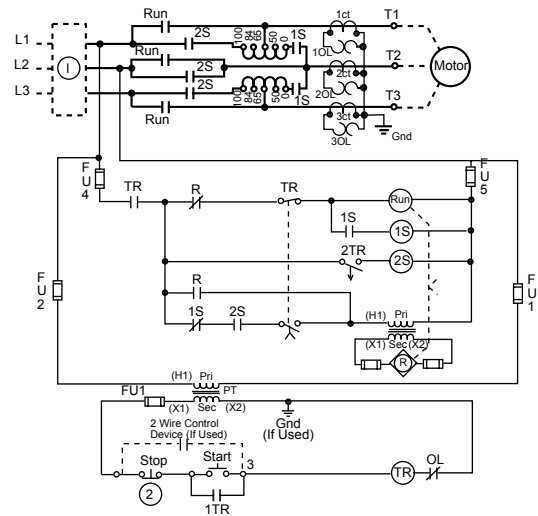 Run
1ct
T1
L1
2S
100
84
65
50
0
1S
1OL
Run
L2
I
2S
T2
2ct
Motor
2S
2OL
L3
100
84
65
50
0
1S
3ct
T3
Run
3OL
Gnd
F
U
4
F
U
5
TR
R
TR
Run
1S
1S
2TR
2S
F
U
2
R
F
U
1
1S
2S
(H1) Pri
(X1) Sec (X2)
R
(H1) Pri
PT
FU1
(X1) Sec (X2)
Gnd
(If Used)
2 Wire Control
Device (If Used)
Stop
Start
3
TR
OL
2
1TR